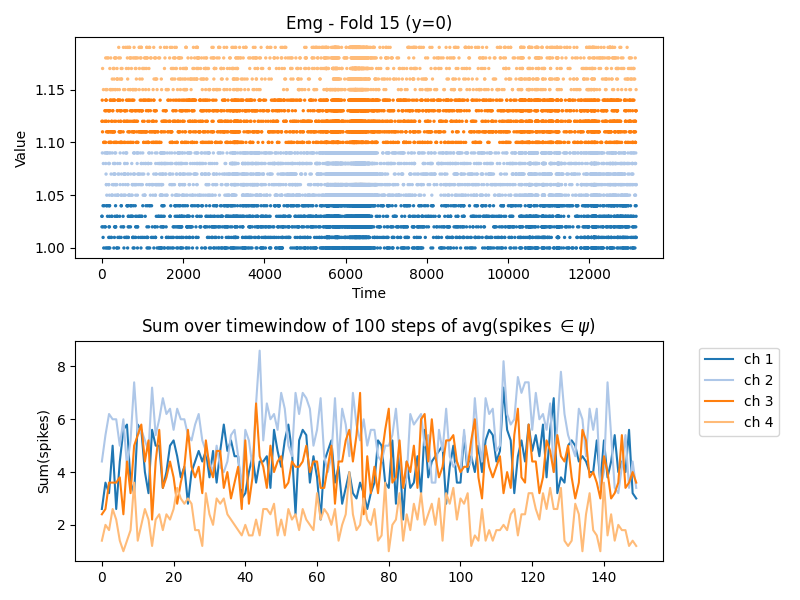 Emg - Fold 15 (y=0)
Value
1.15
1.10
1.05
1.00
0 2000 4000 6000 8000 10000 12000
Time
Sum over timewindow of 100 steps of avg(spikes ∈ψ)
Sum(spikes)
8
6
4
2
0 20 40 60 80 100 120 140
ch 1
ch 2
ch 3
ch 4